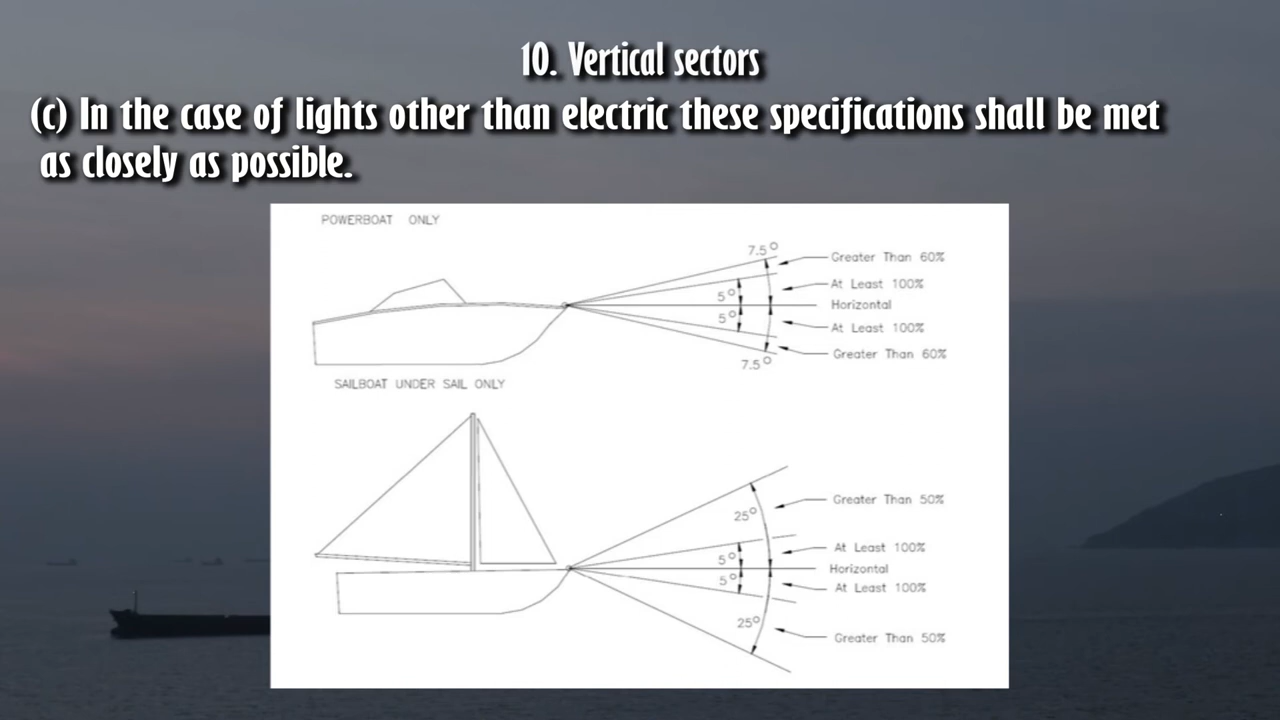 10. Vertical sectors
(c) In the case of lights other than electric these specifications shall be met
as closely as possible.
POWERBOAT ONLY
7.5°
Greater Than 60%
At Least 100%
5°
Horizontal
5°
At Least 100%
Greater Than 60%
7.5°
SAILBOAT UNDER SAIL ONLY
Greater Than 50%
25°
At Least 100%
5°
Horizontal
5°
At Least 100%
25°
Greater Than 50%